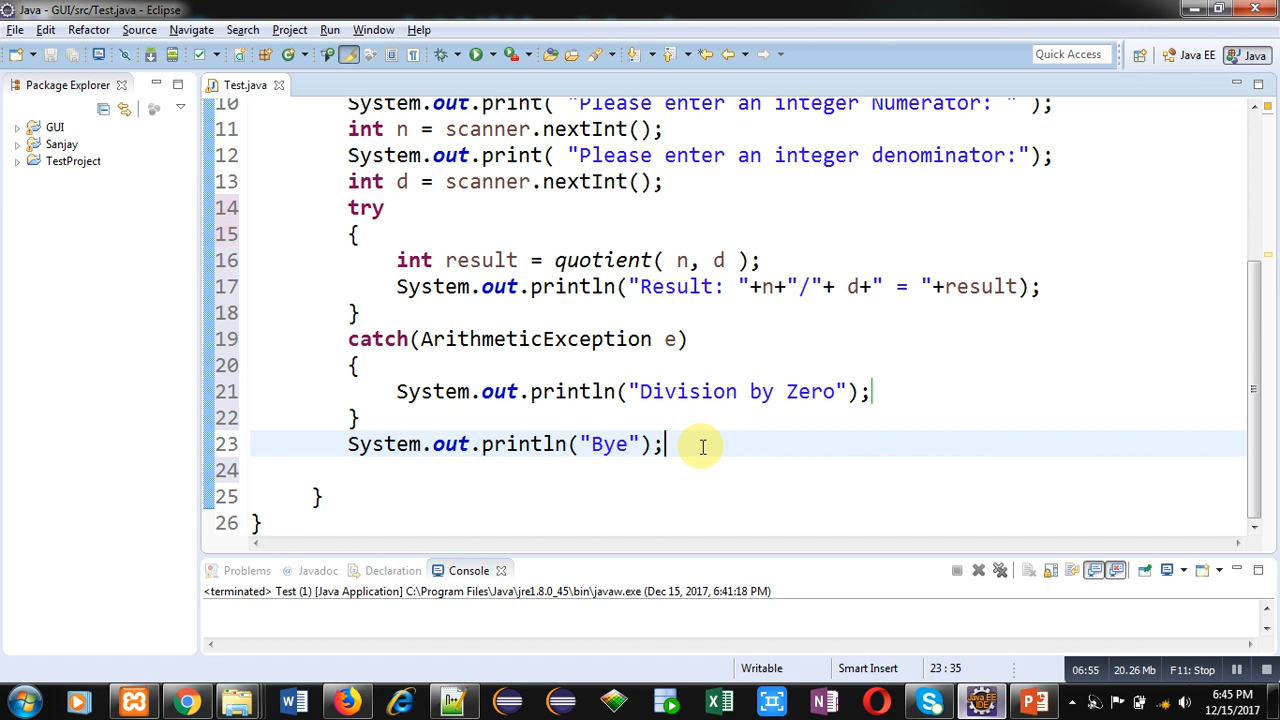 Java - GUI/src/Test.java - Eclipse
File Edit Refactor Source Navigate Search Project Run Window Help
Quick Access
Java EE
Java
Package Explorer
Test.java
GUI
Sanjay
TestProject
10 System.out.print( "Please enter an integer Numerator: " );
11 int n = scanner.nextInt();
12 System.out.print( "Please enter an integer denominator:");
13 int d = scanner.nextInt();
14 try
15 {
16 int result = quotient( n, d );
17 System.out.println("Result: "+n+"/"+ d+" = "+result);
18 }
19 catch(ArithmeticException e)
20 {
21 System.out.println("Division by Zero");
22 }
23 System.out.println("Bye");
24
25 }
26 }
Problems @ Javadoc Declaration Console
<terminated> Test (1) [Java Application] C:\Program Files\Java\jre1.8.0_45\bin\javaw.exe (Dec 15, 2017, 6:41:18 PM)
Writable Smart Insert 23 : 35
06:55 20.26 Mb F11: Stop
6:45 PM
12/15/2017